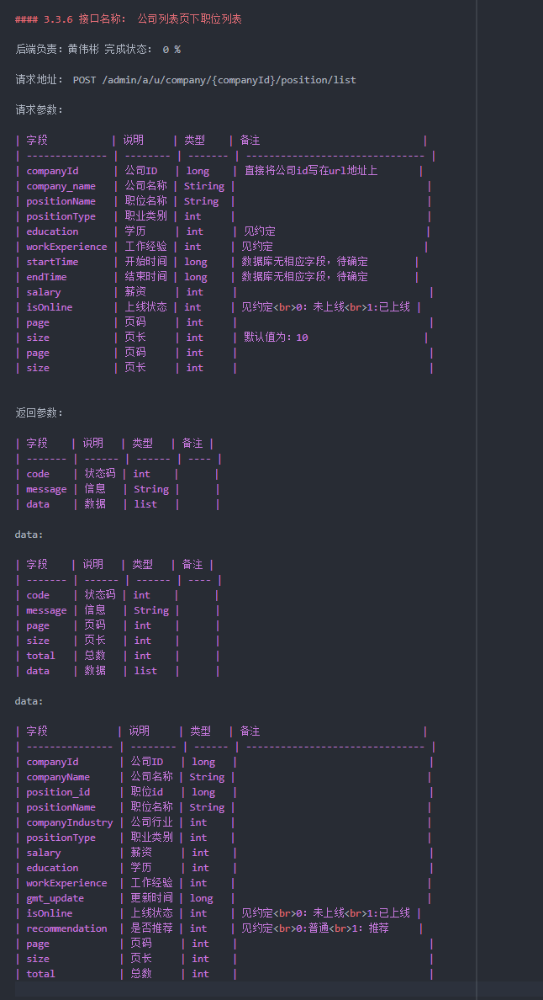 #### 3.3.6 接口名称： 公司列表页下职位列表
后端负责：黄伟彬 完成状态： 0 %
请求地址： POST /admin/a/u/company/{companyId}/position/list
请求参数：
| 字段 | 说明 | 类型 | 备注 |
| -------------- | -------- | ------- | ------------------------------- |
| companyId | 公司ID | long | 直接将公司id写在url地址上 |
| company_name | 公司名称 | Stiring | |
| positionName | 职位名称 | String | |
| positionType | 职业类别 | int | |
| education | 学历 | int | 见约定 |
| workExperience | 工作经验 | int | 见约定 |
| startTime | 开始时间 | long | 数据库无相应字段，待确定 |
| endTime | 结束时间 | long | 数据库无相应字段，待确定 |
| salary | 薪资 | int | |
| isOnline | 上线状态 | int | 见约定<br>0：未上线<br>1:已上线 |
| page | 页码 | int | |
| size | 页长 | int | 默认值为：10 |
| page | 页码 | int | |
| size | 页长 | int | |
返回参数：
| 字段 | 说明 | 类型 | 备注 |
| ------- | ------ | ------ | ---- |
| code | 状态码 | int | |
| message | 信息 | String | |
| data | 数据 | list | |
data:
| 字段 | 说明 | 类型 | 备注 |
| ------- | ------ | ------ | ---- |
| code | 状态码 | int | |
| message | 信息 | String | |
| page | 页码 | int | |
| size | 页长 | int | |
| total | 总数 | int | |
| data | 数据 | list | |
data:
| 字段 | 说明 | 类型 | 备注 |
| --------------- | -------- | ------ | ------------------------------- |
| companyId | 公司ID | long | |
| companyName | 公司名称 | String | |
| position_id | 职位id | long | |
| positionName | 职位名称 | String | |
| companyIndustry | 公司行业 | int | |
| positionType | 职业类别 | int | |
| salary | 薪资 | int | |
| education | 学历 | int | |
| workExperience | 工作经验 | int | |
| gmt_update | 更新时间 | long | |
| isOnline | 上线状态 | int | 见约定<br>0：未上线<br>1:已上线 |
| recommendation | 是否推荐 | int | 见约定<br>0:普通<br>1：推荐 |
| page | 页码 | int | |
| size | 页长 | int | |
| total | 总数 | int | |